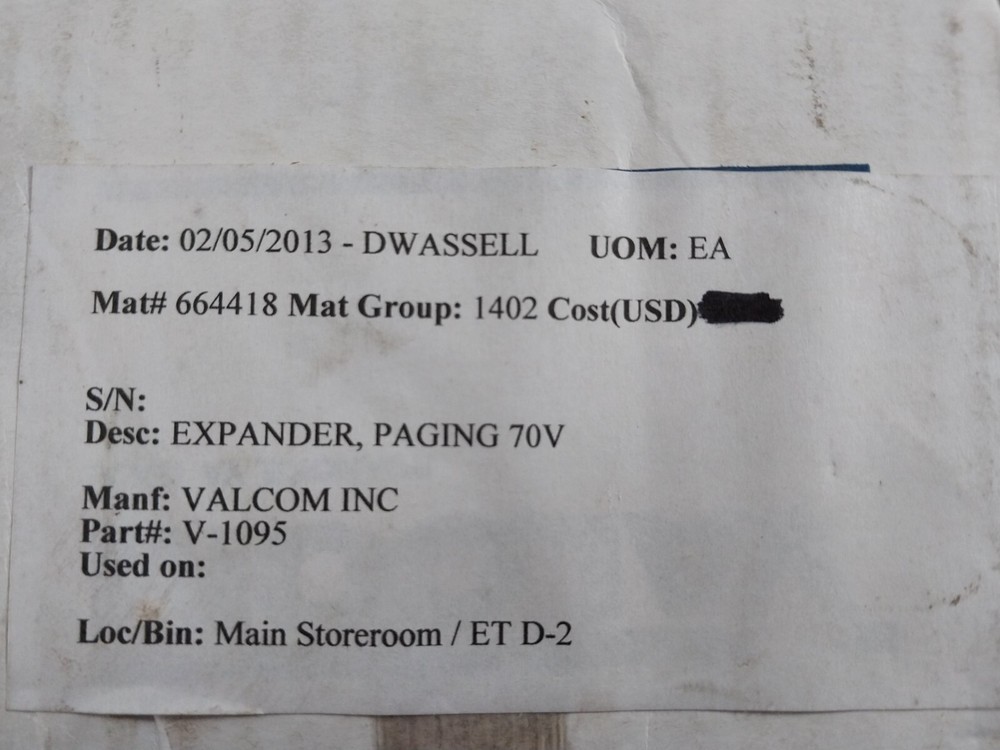 Date: 02/05/2013 - DWASSELL UOM: EA
Mat# 664418 Mat Group: 1402 Cost(USD)
S/N:
Desc: EXPANDER, PAGING 70V
Manf: VALCOM INC
Part#: V-1095
Used on:
Loc/Bin: Main Storeroom / ET D-2